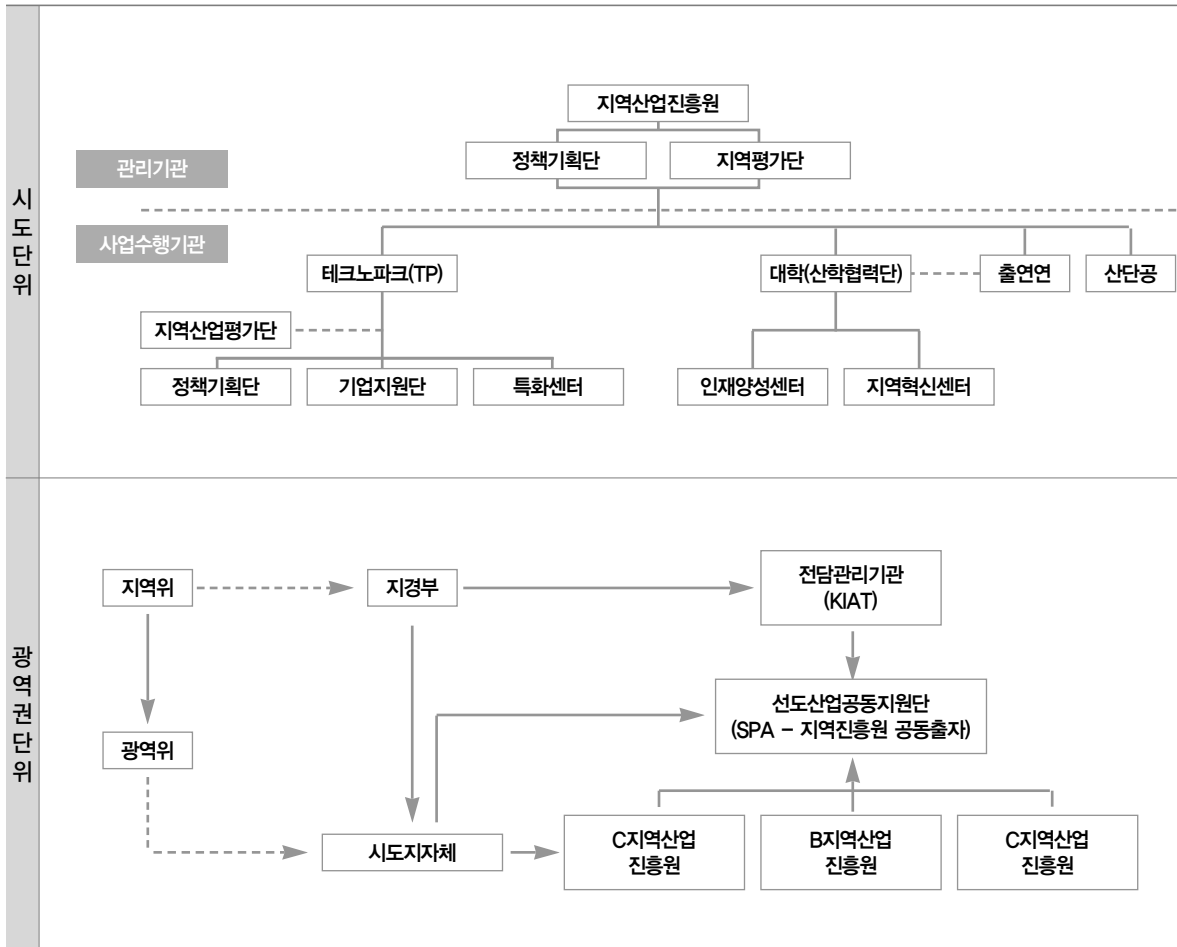 시도단위
지역산업진흥원
정책기획단
지역평가단
관리기관
사업수행기관
테크노파크(TP)
대학(산학협력단)
출연연
산단공
지역산업평가단
정책기획단
기업지원단
특화센터
인재양성센터
지역혁신센터
광역권단위
지역위
지경부
전담관리기관
(KIAT)
선도산업공동지원단
(SPA - 지역진흥원 공동출자)
광역위
시도지자체
C지역산업
진흥원
B지역산업
진흥원
C지역산업
진흥원